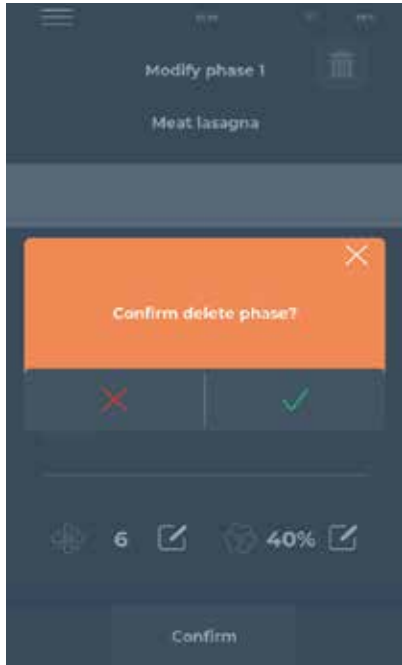 Modify phase 1
Meat lasagna
Confirm delete phase?
6
40%
Confirm